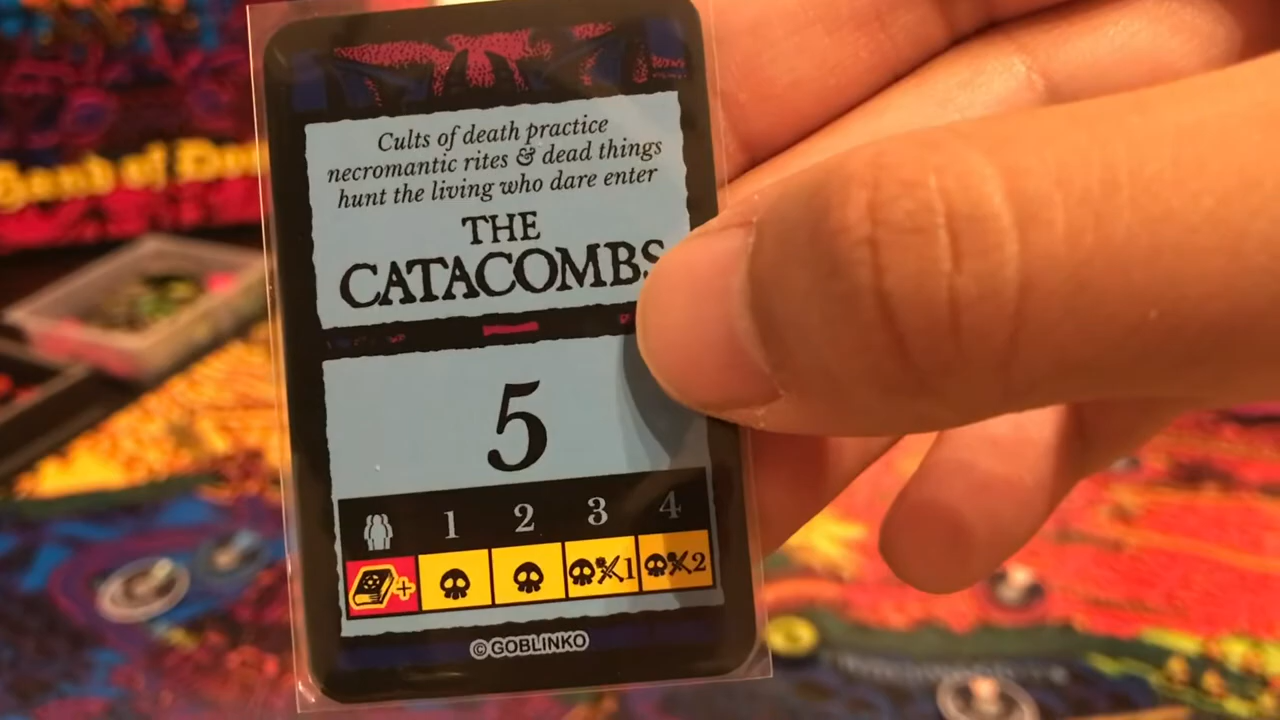 Cults of death practice
necromantic rites & dead things
hunt the living who dare enter
THE
CATACOMBS
5
1 2 3 4
+ 1 2
© GOBLINKO